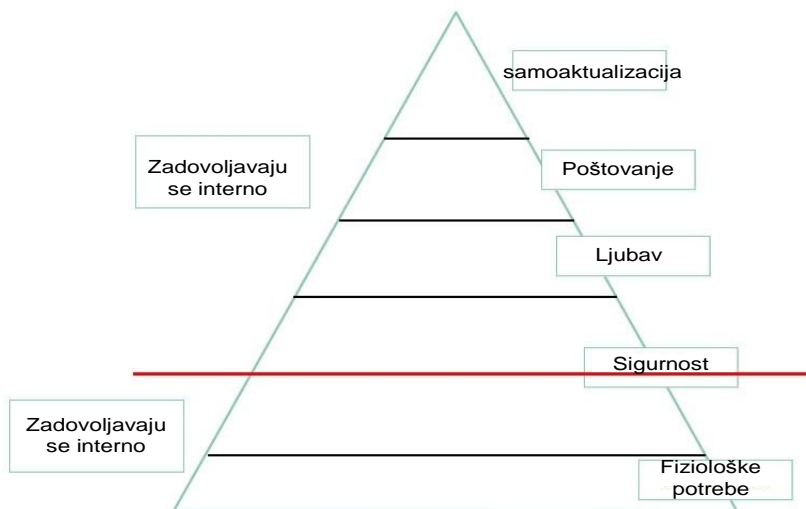 samoaktualizacija
Zadovoljavaju
se interno
Poštovanje
Ljubav
Sigurnost
Zadovoljavaju
se interno
Fiziološke
potrebe